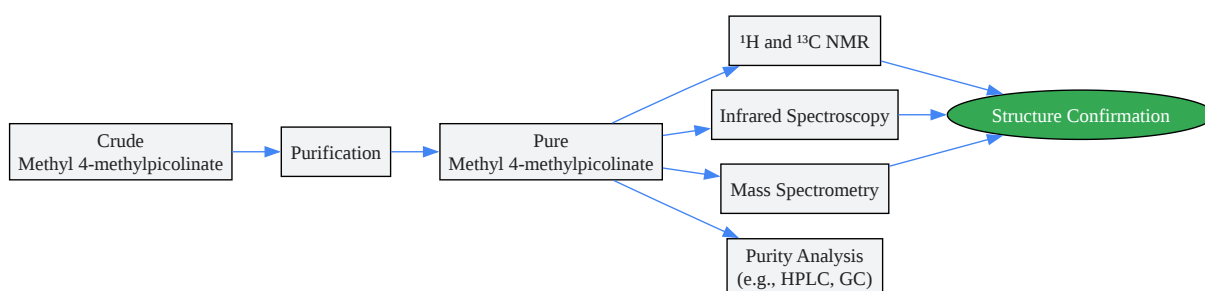 Crude
Methyl 4-methylpicolinate
Purification
Pure
Methyl 4-methylpicolinate
¹H and ¹³C NMR
Infrared Spectroscopy
Mass Spectrometry
Purity Analysis
(e.g., HPLC, GC)
Structure Confirmation